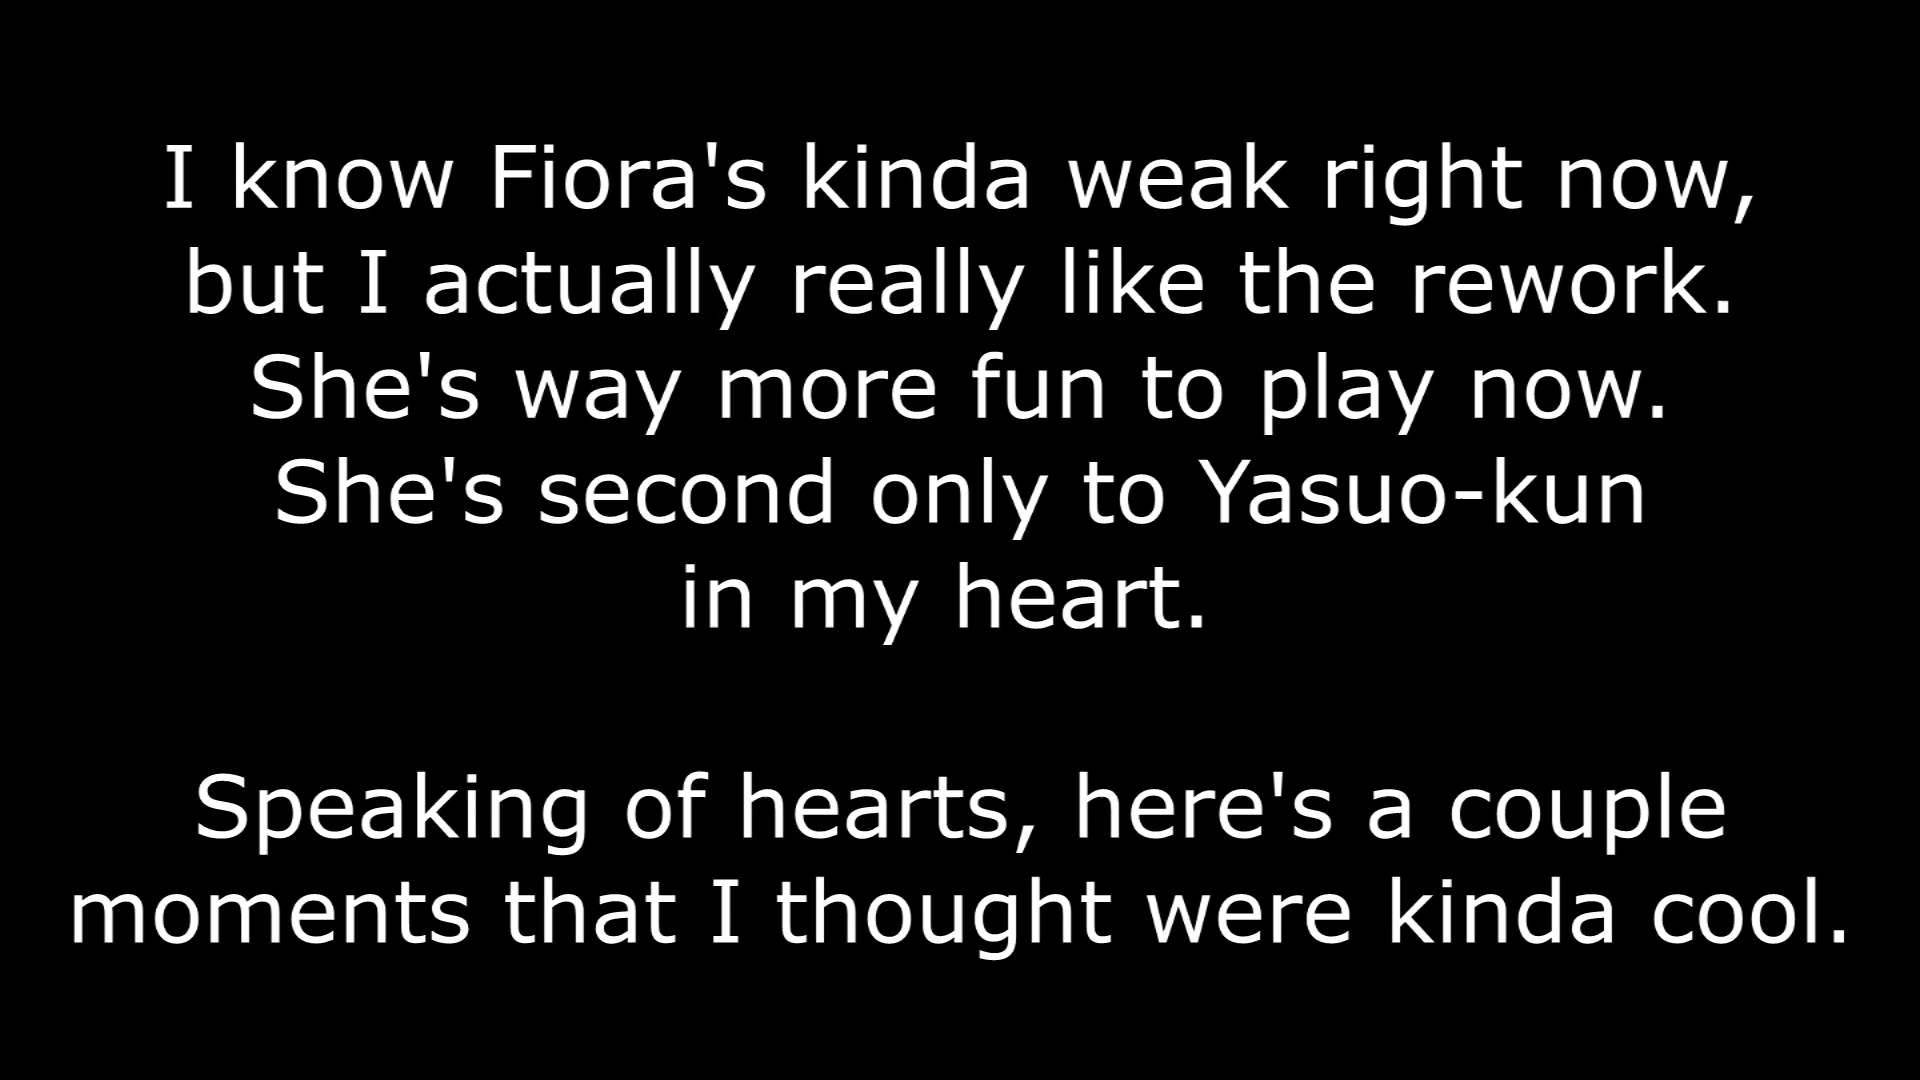 I know Fiora's kinda weak right now,
but I actually really like the rework.
She's way more fun to play now.
She's second only to Yasuo-kun
in my heart.
Speaking of hearts, here's a couple
moments that I thought were kinda cool.